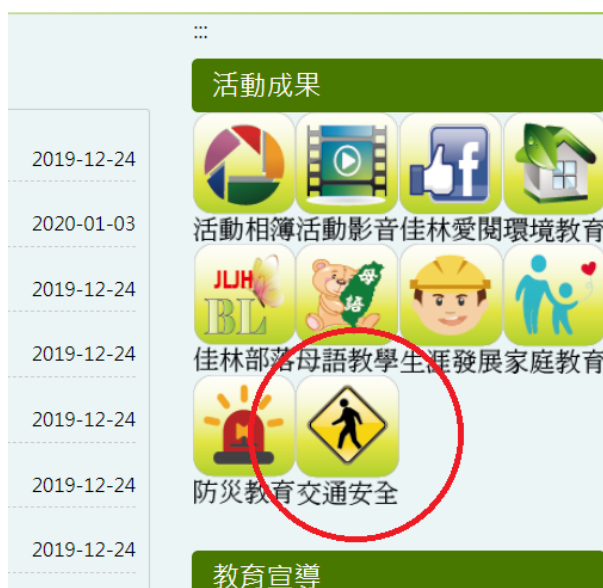 :::
活動成果
2019-12-24
2020-01-03
2019-12-24
2019-12-24
2019-12-24
2019-12-24
2019-12-24
活動相簿 活動影音 佳林愛閱 環境教育
JLJH
BL
母語
佳林部落 母語教學 生涯發展 家庭教育
防災教育 交通安全
教育宣導